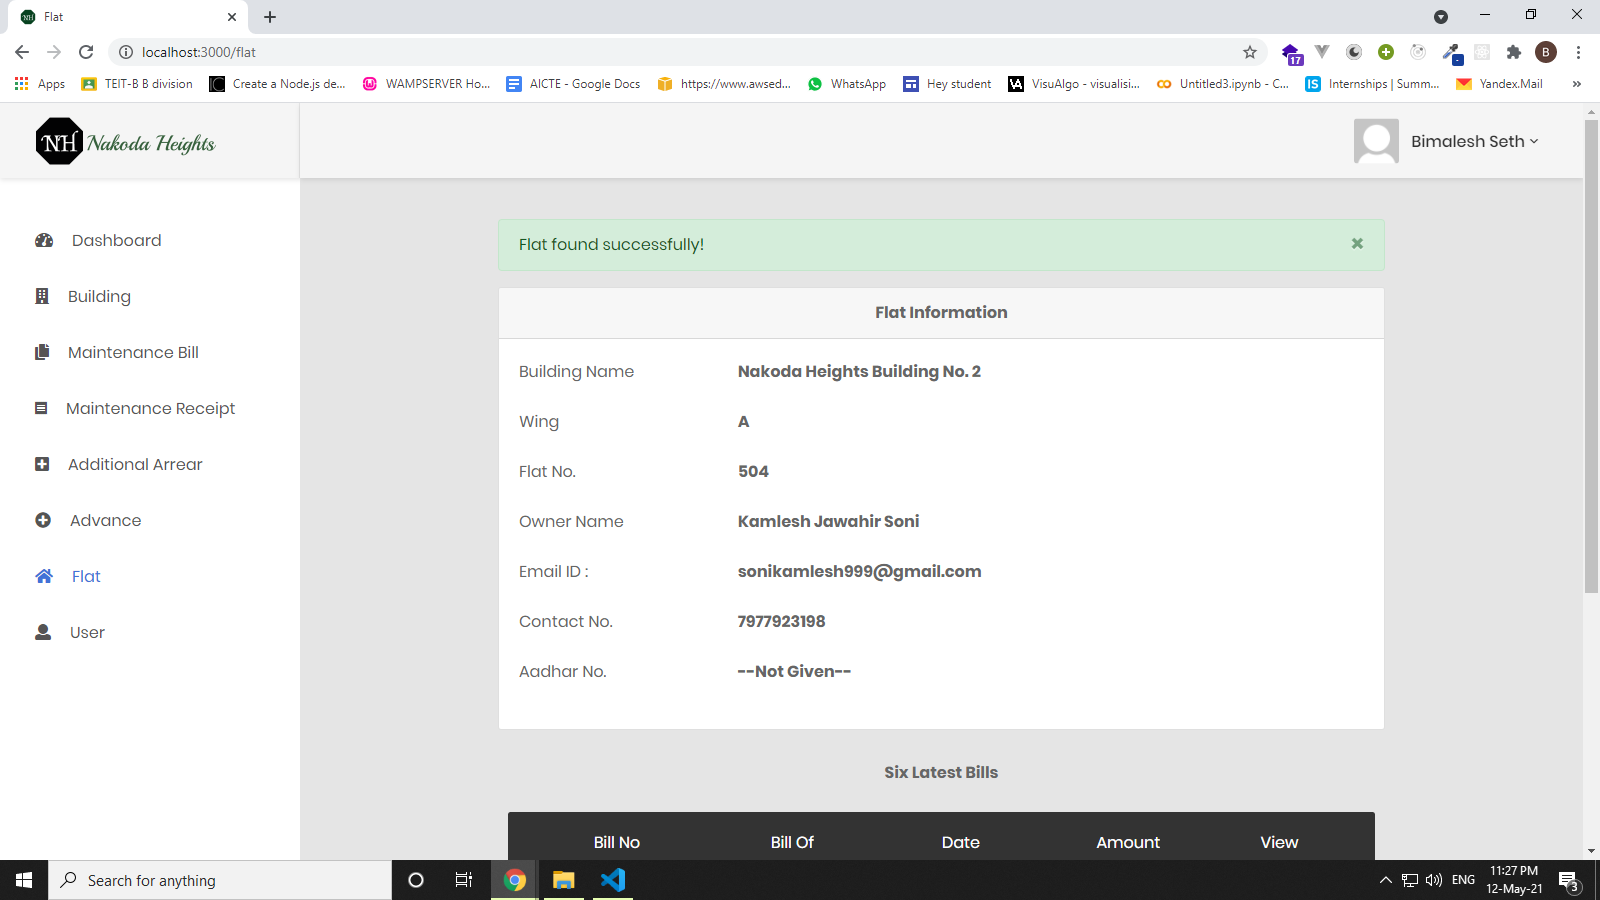 Flat
localhost:3000/flat
17
B
Apps
TEIT-B B division
Create a Node.js de...
WAMPSERVER Ho...
AICTE - Google Docs
https://www.awsed...
WhatsApp
Hey student
VisuAlgo - visualisi...
Untitled3.ipynb - C...
Internships | Summ...
Yandex.Mail
»
NH Nakoda Heights
Bimalesh Seth
Dashboard
Building
Maintenance Bill
Maintenance Receipt
Additional Arrear
Advance
Flat
User
Flat found successfully!
Flat Information
Building Name Nakoda Heights Building No. 2
Wing A
Flat No. 504
Owner Name Kamlesh Jawahir Soni
Email ID : sonikamlesh999@gmail.com
Contact No. 7977923198
Aadhar No. --Not Given--
Six Latest Bills
Bill No Bill Of Date Amount View
Search for anything
ENG
11:27 PM
12-May-21
3